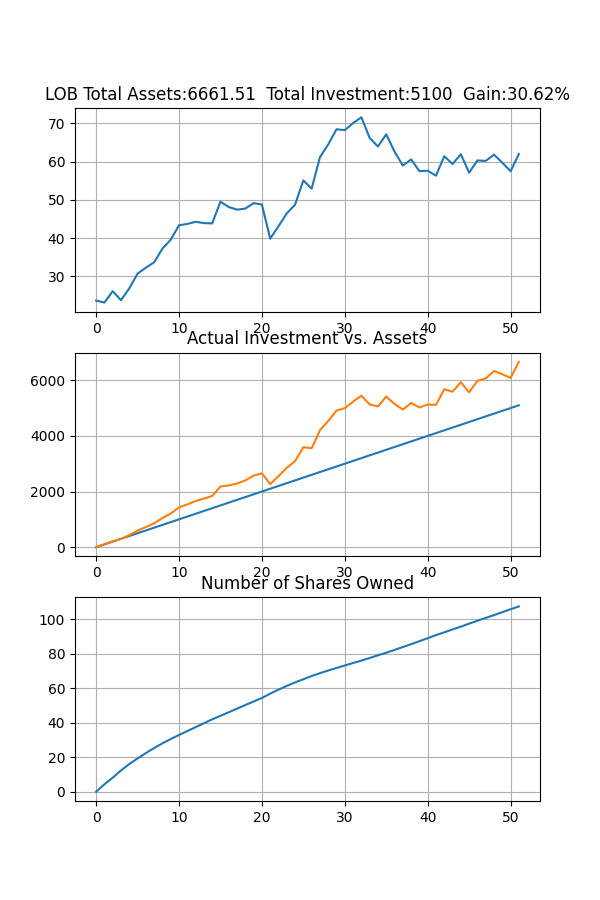 LOB Total Assets:6661.51  Total Investment:5100  Gain:30.62%
70
60
50
40
30
0 10 20 30 40 50
Actual Investment vs. Assets
6000
4000
2000
0
0 10 20 30 40 50
Number of Shares Owned
100
80
60
40
20
0
0 10 20 30 40 50